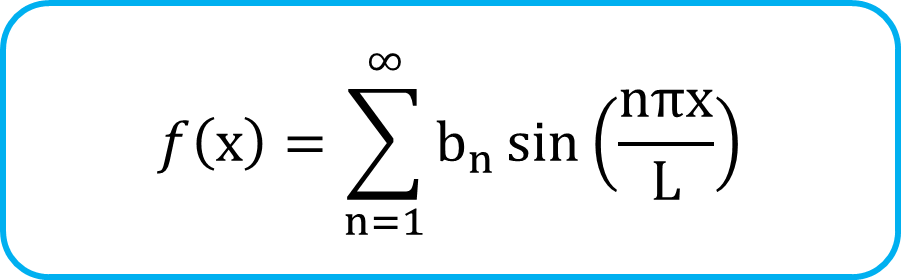 f(x) = ∑_{n=1}^{∞} b_n sin (nπx/L)